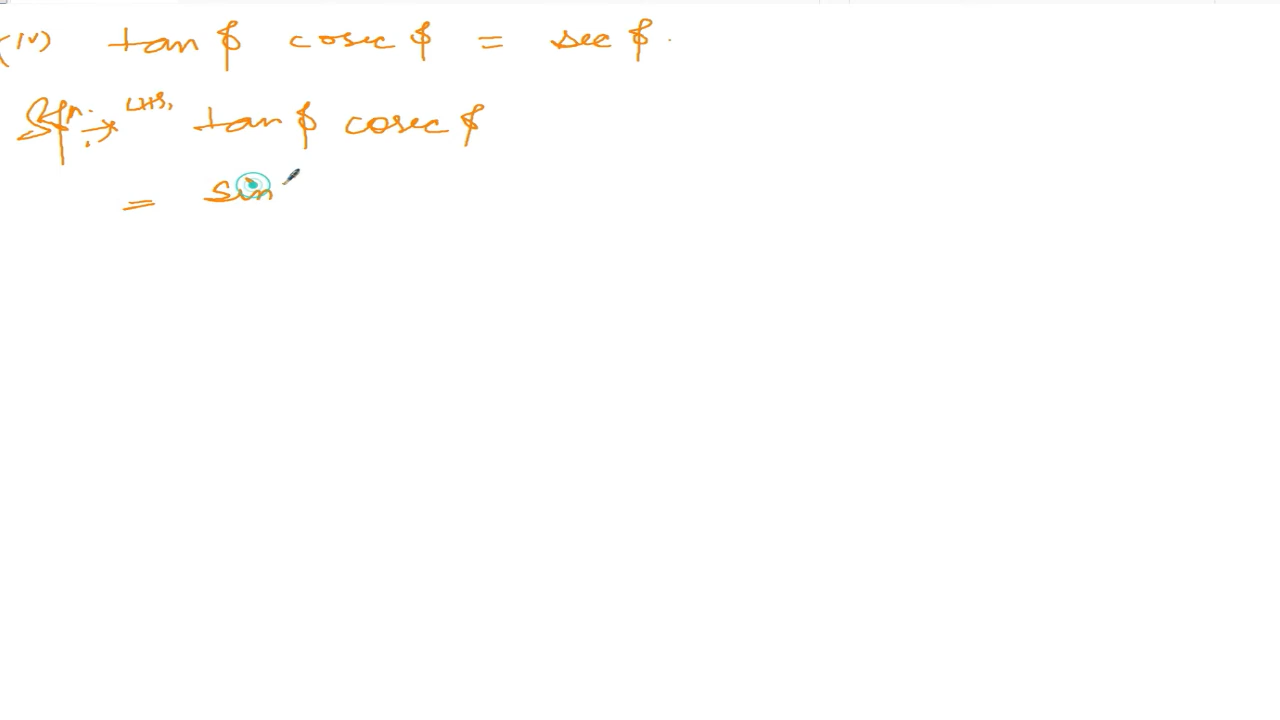 (iv) tan ϕ cosec ϕ = sec ϕ.
Sol^n. → LHS, tan ϕ cosec ϕ
= sin